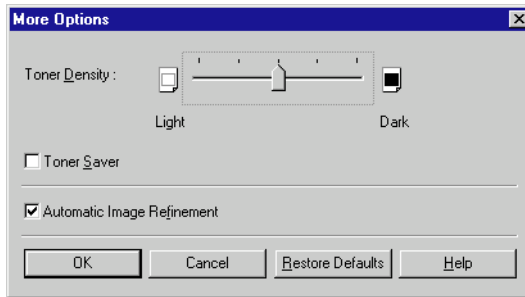 More Options
Toner Density :
Light Dark
Toner Saver
Automatic Image Refinement
OK Cancel Restore Defaults Help